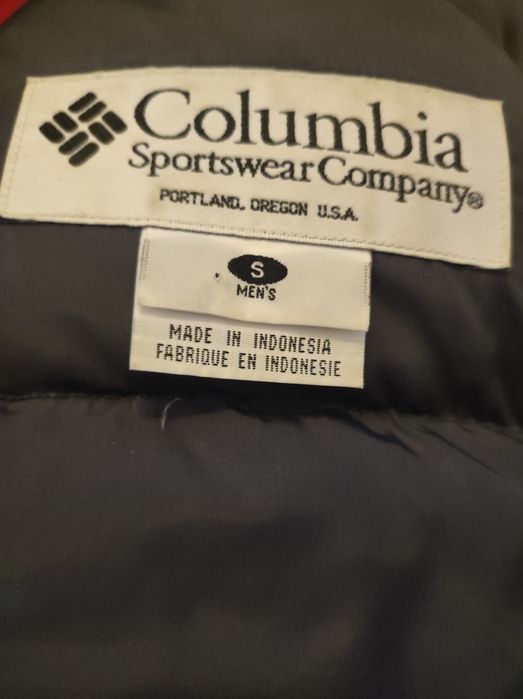 Columbia
Sportswear Company®
PORTLAND, OREGON U.S.A.
S
MEN'S
MADE IN INDONESIA
FABRIQUE EN INDONESIE